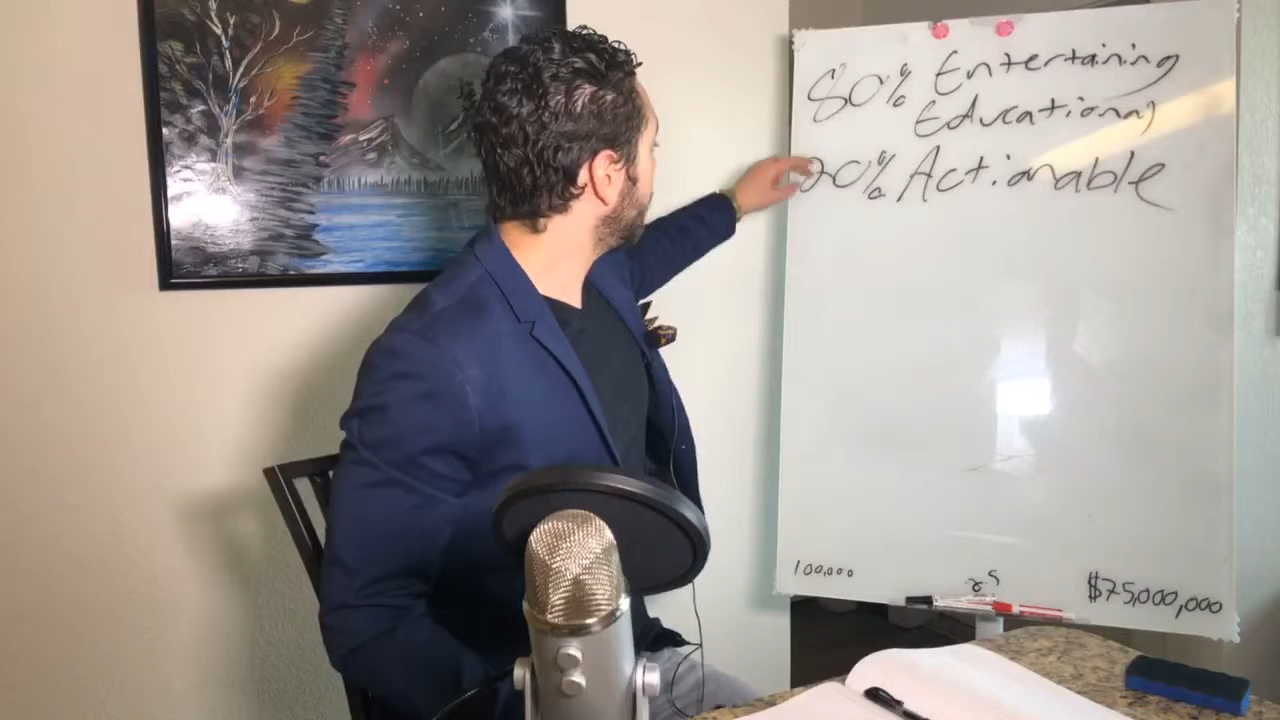 80% Entertaining
Educational
20% Actionable
100,000
$75,000,000